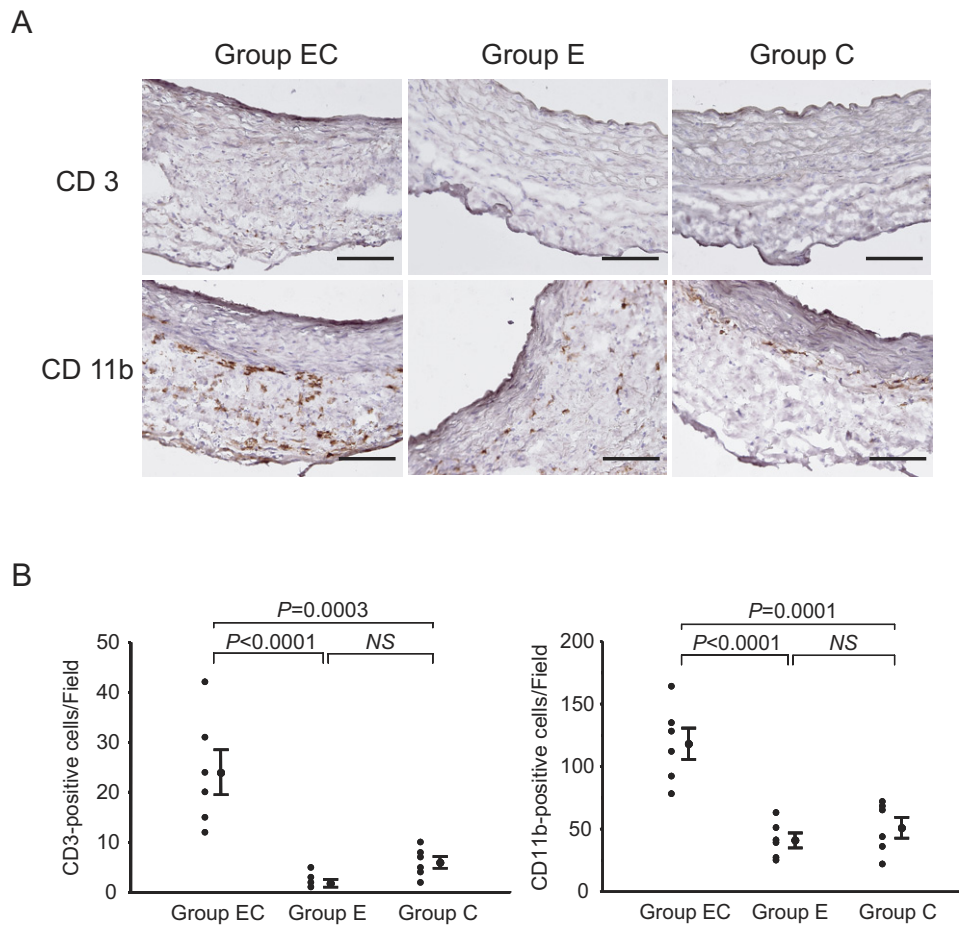 A
Group EC
Group E
Group C
CD 3
CD 11b
B
P=0.0003
P<0.0001
NS
50
40
30
20
10
0
CD3-positive cells/Field
Group EC
Group E
Group C
P=0.0001
P<0.0001
NS
200
150
100
50
0
CD11b-positive cells/Field
Group EC
Group E
Group C